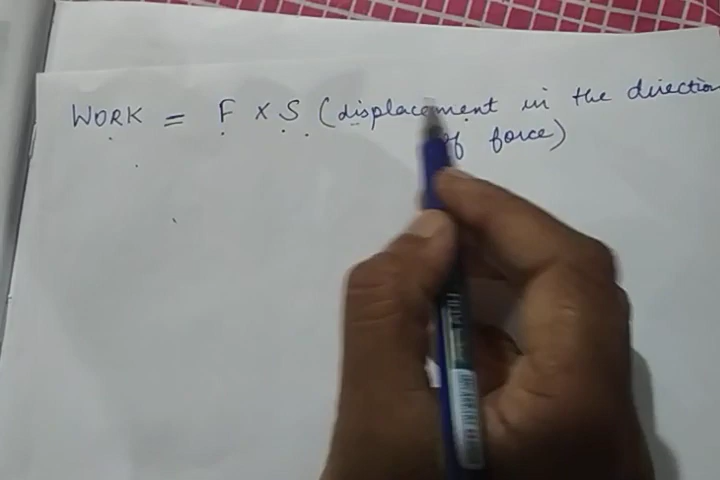 WORK = F x S (displacement in the direction
of force)